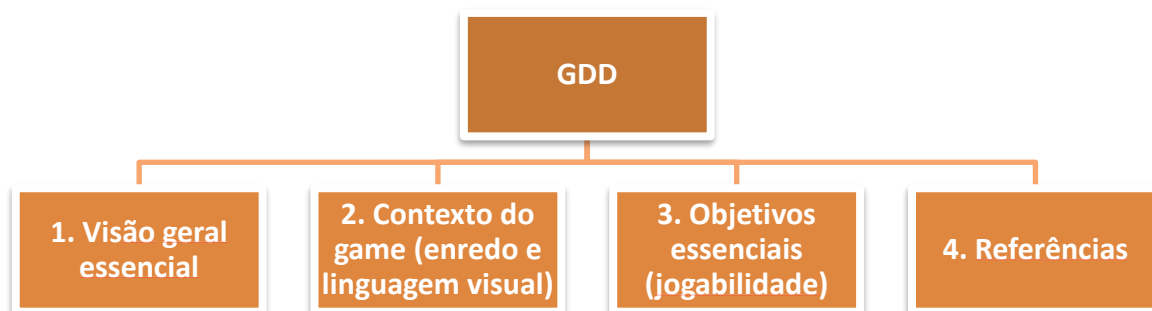 GDD
1. Visão geral
essencial
2. Contexto do
game (enredo e
linguagem visual)
3. Objetivos
essenciais
(jogabilidade)
4. Referências